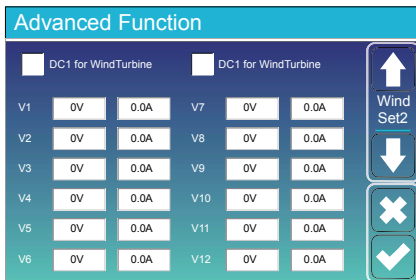 Advanced Function
DC1 for WindTurbine DC1 for WindTurbine
V1 0V 0.0A V7 0V 0.0A
V2 0V 0.0A V8 0V 0.0A
V3 0V 0.0A V9 0V 0.0A
V4 0V 0.0A V10 0V 0.0A
V5 0V 0.0A V11 0V 0.0A
V6 0V 0.0A V12 0V 0.0A
Wind
Set2